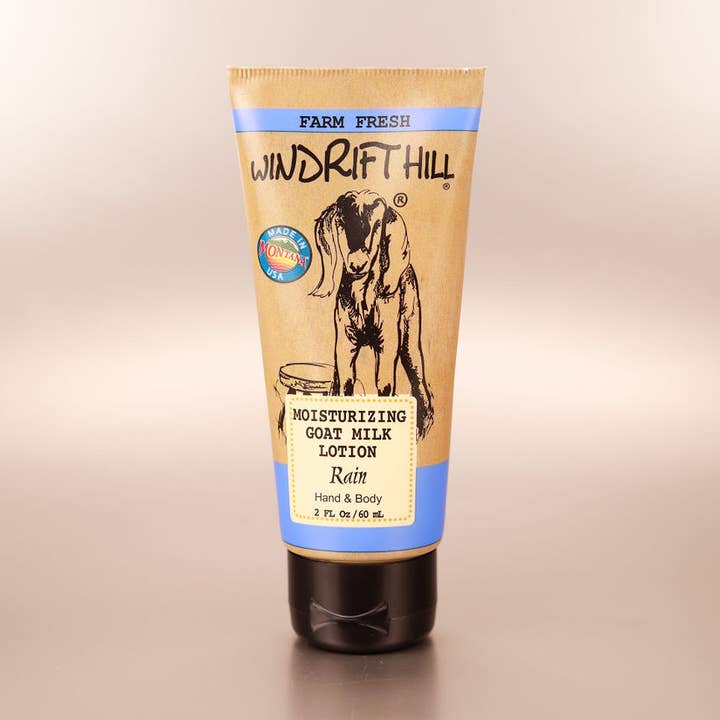 FARM FRESH
WINDRIFT HILL ®
®
MADE IN
MONTANA
USA
MOISTURIZING
GOAT MILK
LOTION
Rain
Hand & Body
2 FL Oz/60 mL